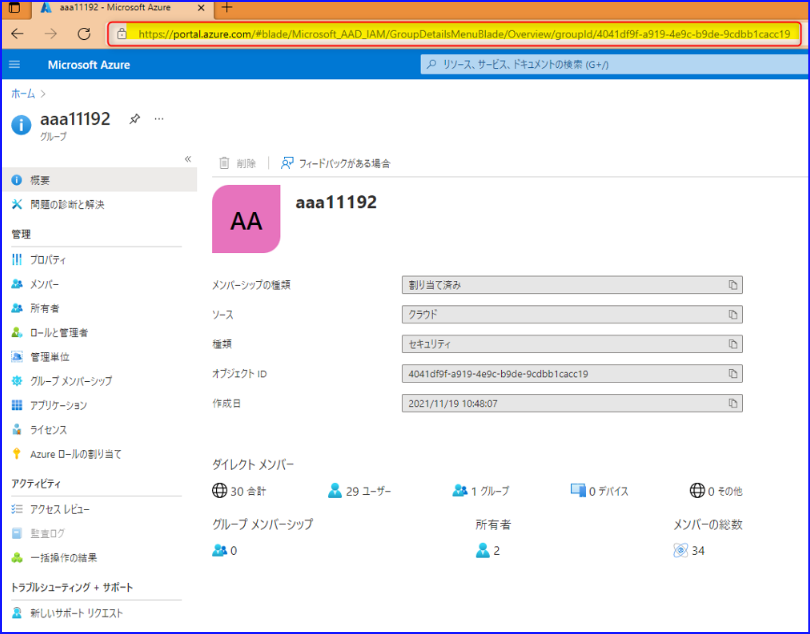 aaa11192 - Microsoft Azure
https://portal.azure.com/#blade/Microsoft_AAD_IAM/GroupDetailsMenuBlade/Overview/groupId/4041df9f-a919-4e9c-b9de-9cdbb1cacc19
Microsoft Azure
リソース、サービス、ドキュメントの検索 (G+/)
ホーム >
aaa11192
グループ
概要
問題の診断と解決
管理
プロパティ
メンバー
所有者
ロールと管理者
管理単位
グループ メンバーシップ
アプリケーション
ライセンス
Azure ロールの割り当て
アクティビティ
アクセス レビュー
監査ログ
一括操作の結果
トラブルシューティング + サポート
新しいサポート リクエスト
削除 フィードバックがある場合
AA aaa11192
メンバーシップの種類 割り当て済み
ソース クラウド
種類 セキュリティ
オブジェクト ID 4041df9f-a919-4e9c-b9de-9cdbb1cacc19
作成日 2021/11/19 10:48:07
ダイレクト メンバー
30 合計 29 ユーザー 1 グループ 0 デバイス 0 その他
グループ メンバーシップ 所有者 メンバーの総数
0 2 34